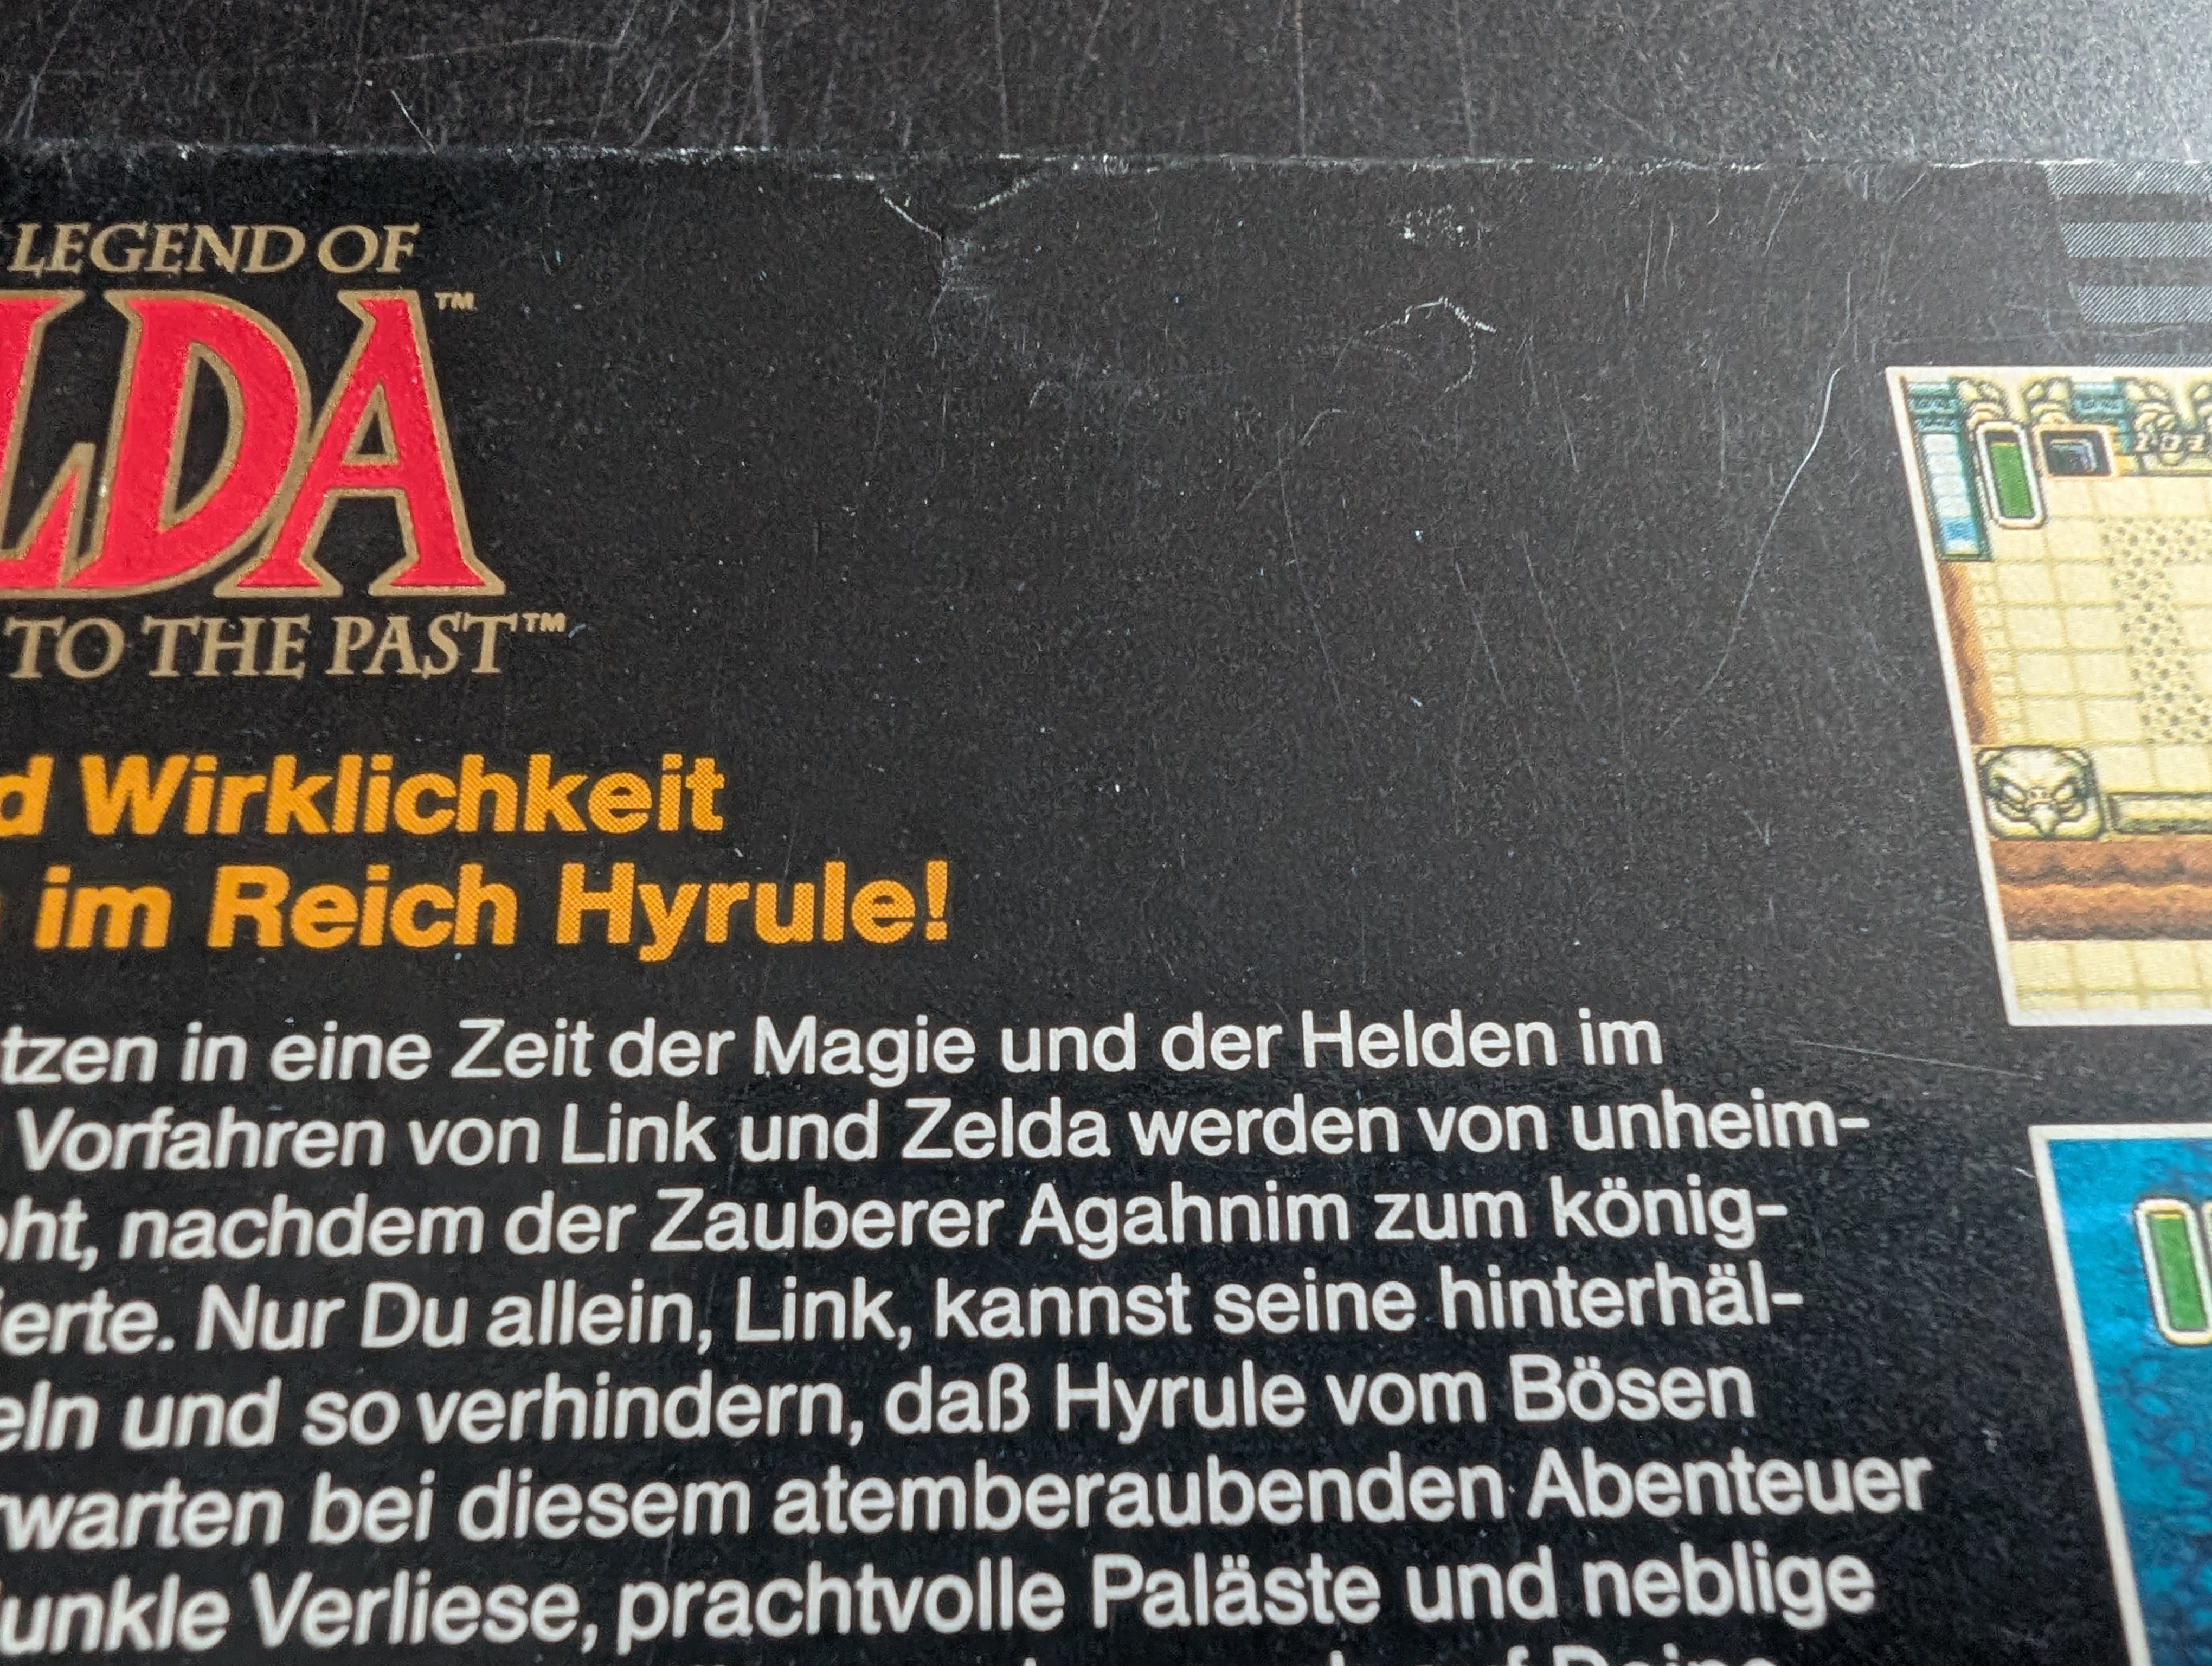 LEGEND OF
LDA™
TO THE PAST™
d Wirklichkeit
im Reich Hyrule!
tzen in eine Zeit der Magie und der Helden im
Vorfahren von Link und Zelda werden von unheim-
oht, nachdem der Zauberer Agahnim zum könig-
ierte. Nur Du allein, Link, kannst seine hinterhäl-
eln und so verhindern, daß Hyrule vom Bösen
rwarten bei diesem atemberaubenden Abenteuer
unkle Verliese, prachtvolle Paläste und neblige